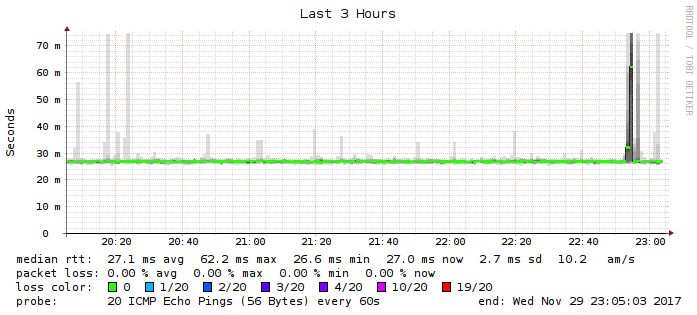 Last 3 Hours
RRDTOOL / TOBI OETIKER
Seconds
70 m
60 m
50 m
40 m
30 m
20 m
10 m
0
20:20 20:40 21:00 21:20 21:40 22:00 22:20 22:40 23:00
median rtt: 27.1 ms avg 62.2 ms max 26.6 ms min 27.0 ms now 2.7 ms sd 10.2 am/s
packet loss: 0.00 % avg 0.00 % max 0.00 % min 0.00 % now
loss color: 0 1/20 2/20 3/20 4/20 10/20 19/20
probe: 20 ICMP Echo Pings (56 Bytes) every 60s end: Wed Nov 29 23:05:03 2017